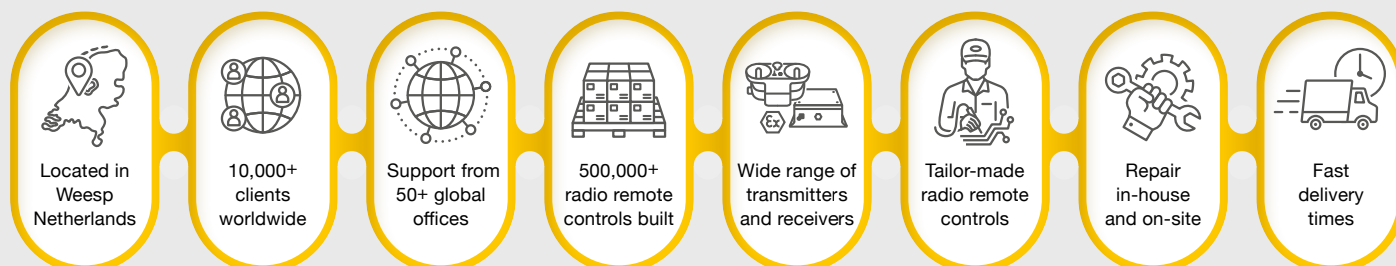 Located in
Weesp
Netherlands
10,000+
clients
worldwide
Support from
50+ global
offices
500,000+
radio remote
controls built
Ex
Wide range of
transmitters
and receivers
Tailor-made
radio remote
controls
Repair
in-house
and on-site
Fast
delivery
times